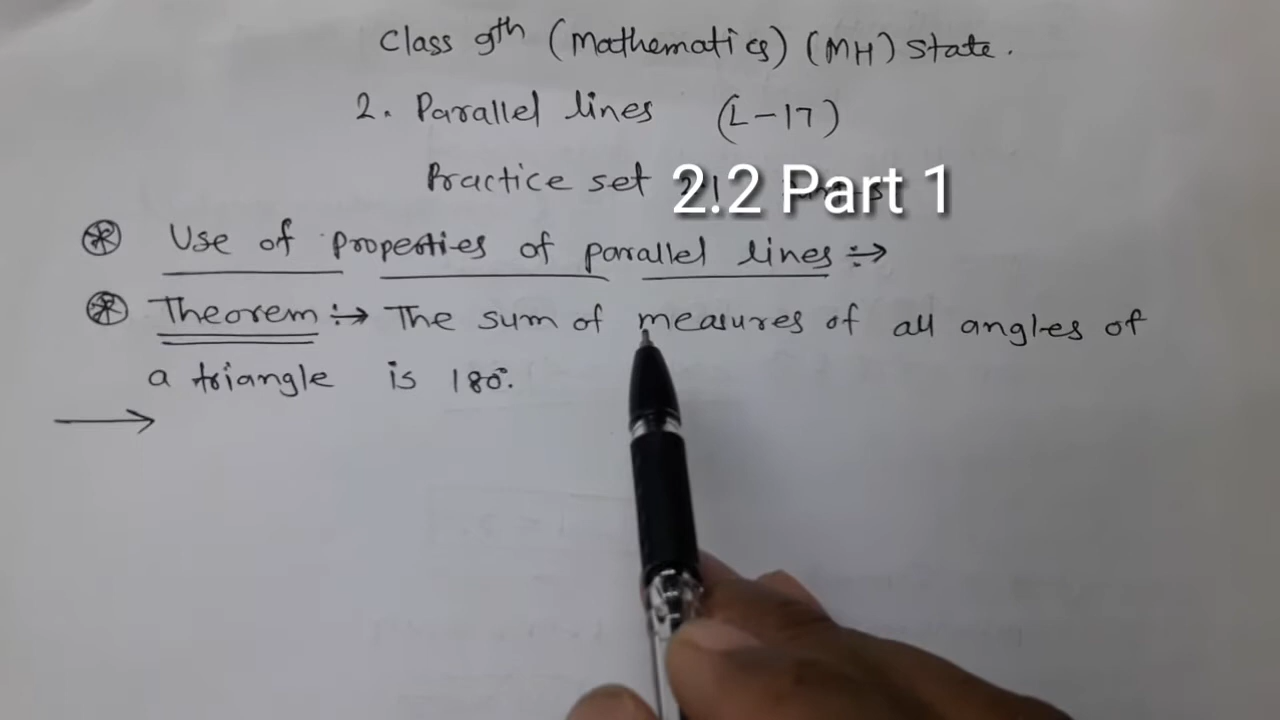 Class 9th (Mathematics) (MH) State.
2. Parallel lines (L-17)
Practice set 2.2 Part 1
Use of properties of parallel lines
Theorem The sum of measures of all angles of
a triangle is 180°.